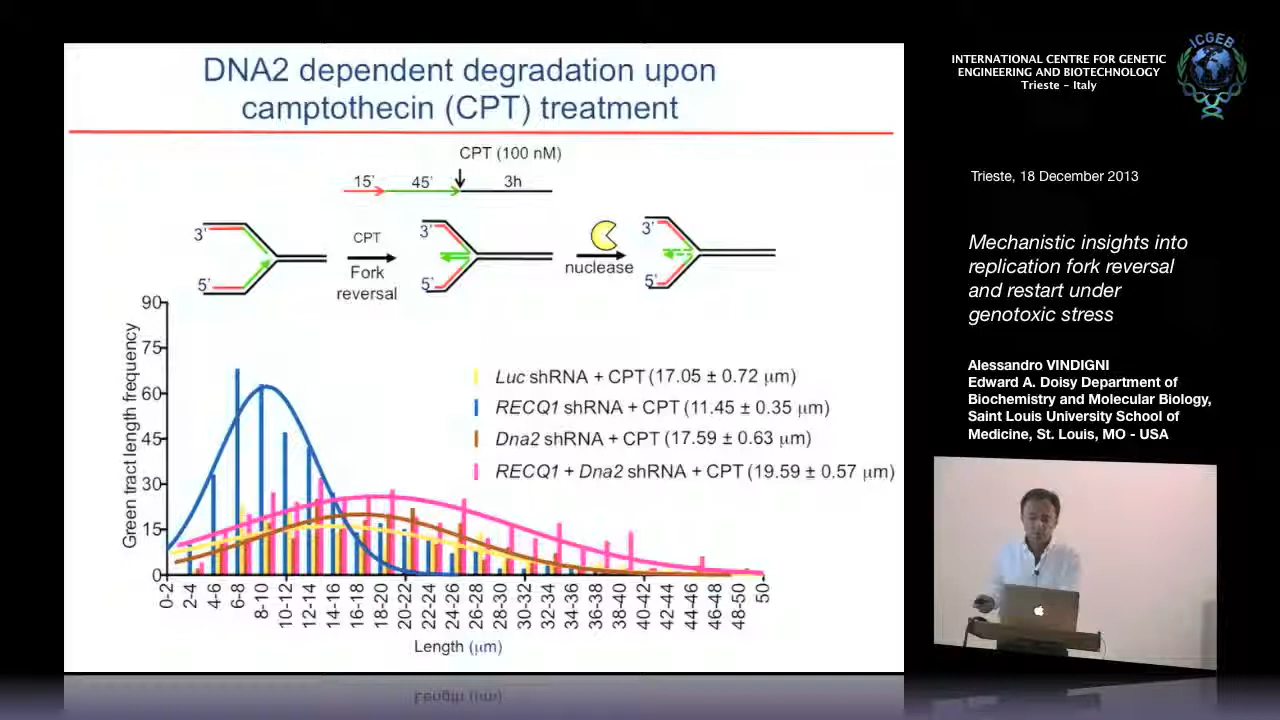 DNA2 dependent degradation upon
camptothecin (CPT) treatment
CPT (100 nM)
15' 45' 3h
3'
5'
CPT
Fork
reversal
3'
5'
nuclease
3'
5'
Green tract length frequency
90
75
60
45
30
15
0
Luc shRNA + CPT (17.05 ± 0.72 µm)
RECQ1 shRNA + CPT (11.45 ± 0.35 µm)
Dna2 shRNA + CPT (17.59 ± 0.63 µm)
RECQ1 + Dna2 shRNA + CPT (19.59 ± 0.57 µm)
0-2 2-4 4-6 6-8 8-10 10-12 12-14 14-16 16-18 18-20 20-22 22-24 24-26 26-28 28-30 30-32 32-34 34-36 36-38 38-40 40-42 42-44 44-46 46-48 48-50 50
Length (µm)
INTERNATIONAL CENTRE FOR GENETIC
ENGINEERING AND BIOTECHNOLOGY
Trieste - Italy
ICGEB
Trieste, 18 December 2013
Mechanistic insights into
replication fork reversal
and restart under
genotoxic stress
Alessandro VINDIGNI
Edward A. Doisy Department of
Biochemistry and Molecular Biology,
Saint Louis University School of
Medicine, St. Louis, MO - USA